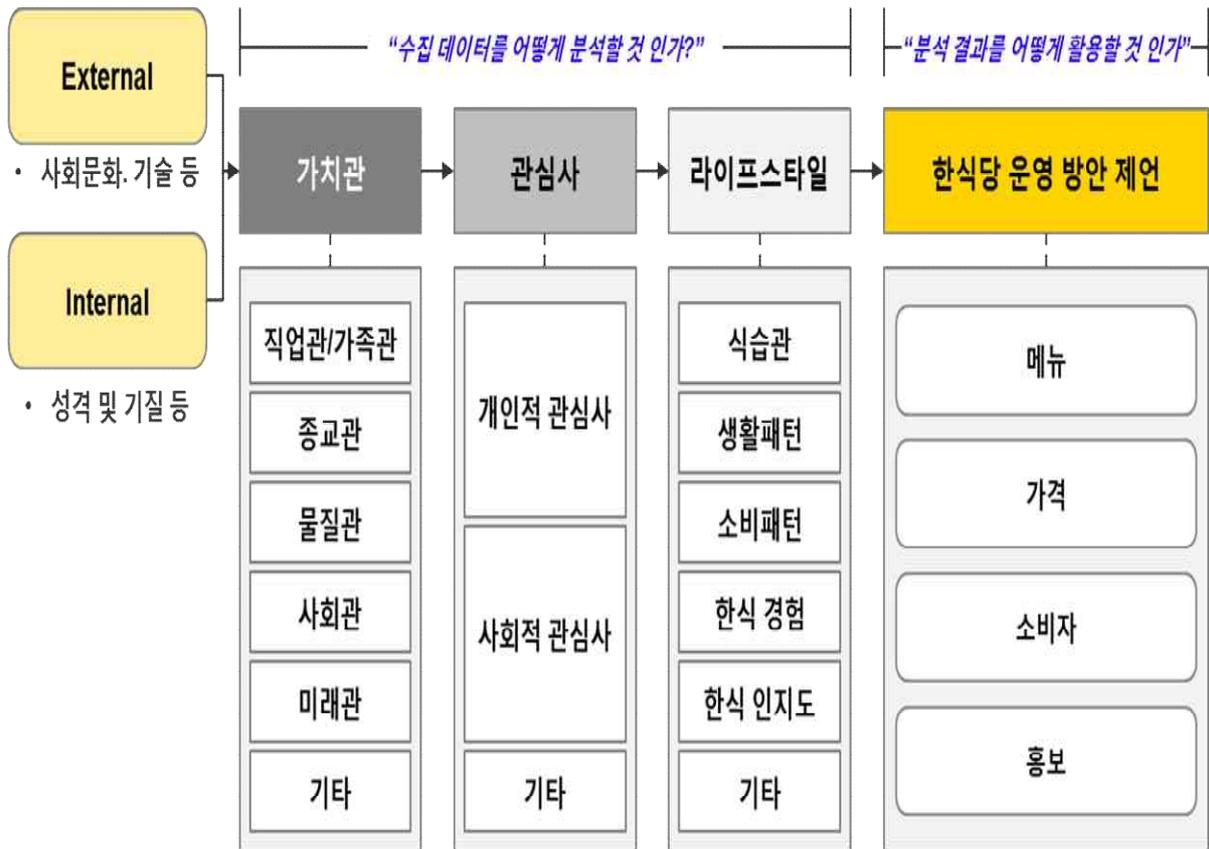 “수집 데이터를 어떻게 분석할 것 인가?”
“분석 결과를 어떻게 활용할 것 인가”
External
• 사회문화. 기술 등
Internal
• 성격 및 기질 등
가치관
관심사
라이프스타일
한식당 운영 방안 제언
직업관/가족관
종교관
물질관
사회관
미래관
기타
개인적 관심사
사회적 관심사
기타
식습관
생활패턴
소비패턴
한식 경험
한식 인지도
기타
메뉴
가격
소비자
홍보